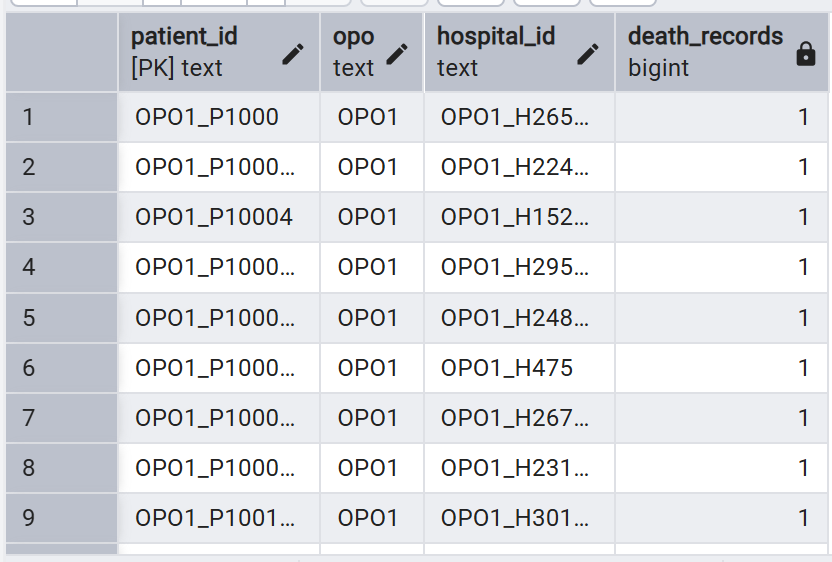 patient_id opo hospital_id death_records
[PK] text text text bigint
1 OPO1_P1000 OPO1 OPO1_H265... 1
2 OPO1_P1000... OPO1 OPO1_H224... 1
3 OPO1_P10004 OPO1 OPO1_H152... 1
4 OPO1_P1000... OPO1 OPO1_H295... 1
5 OPO1_P1000... OPO1 OPO1_H248... 1
6 OPO1_P1000... OPO1 OPO1_H475 1
7 OPO1_P1000... OPO1 OPO1_H267... 1
8 OPO1_P1000... OPO1 OPO1_H231... 1
9 OPO1_P1001... OPO1 OPO1_H301... 1